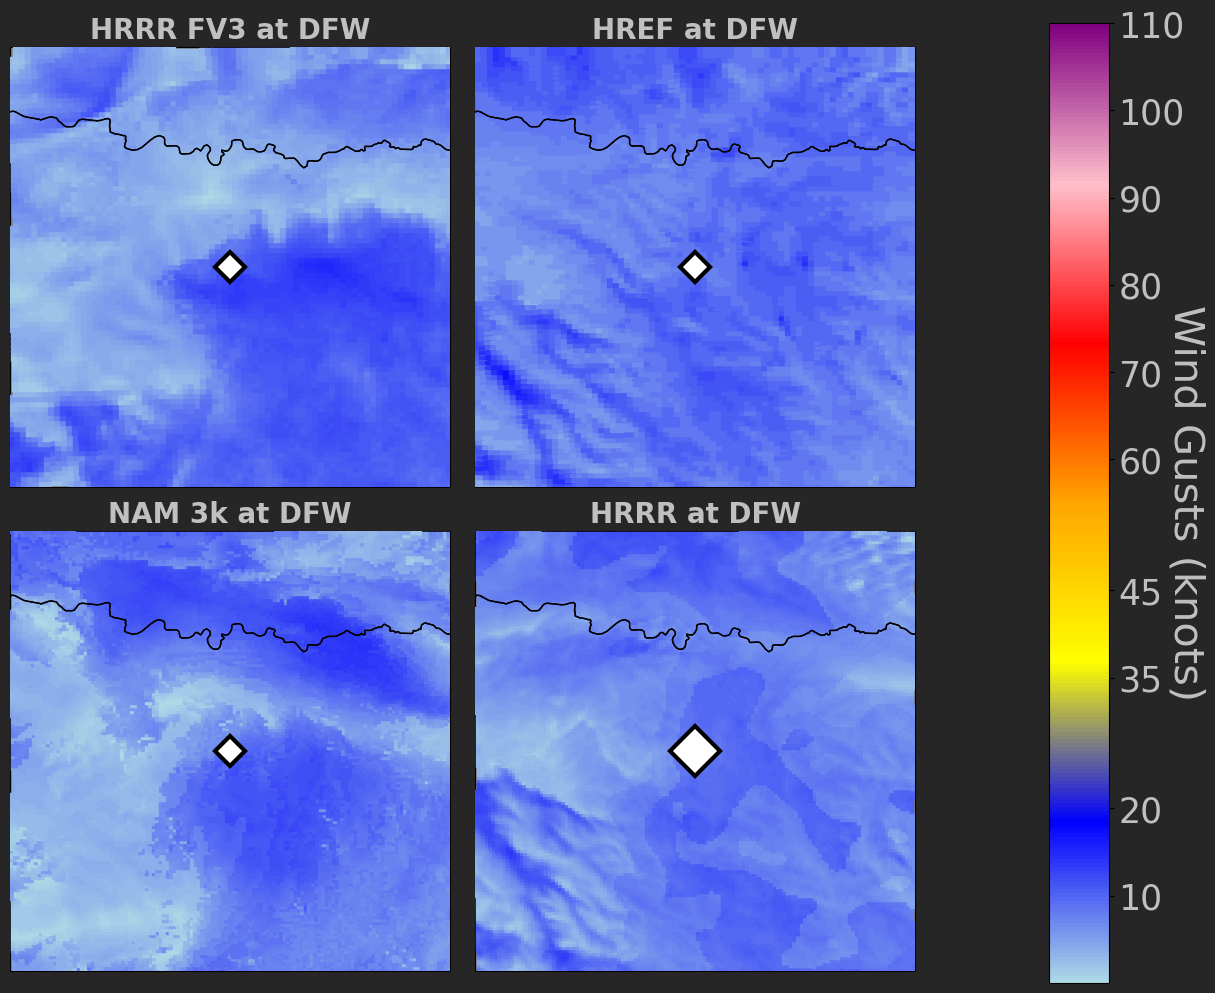 HRRR FV3 at DFW
HREF at DFW
NAM 3k at DFW
HRRR at DFW
110
100
90
80
70
60
45
35
20
10
Wind Gusts (knots)